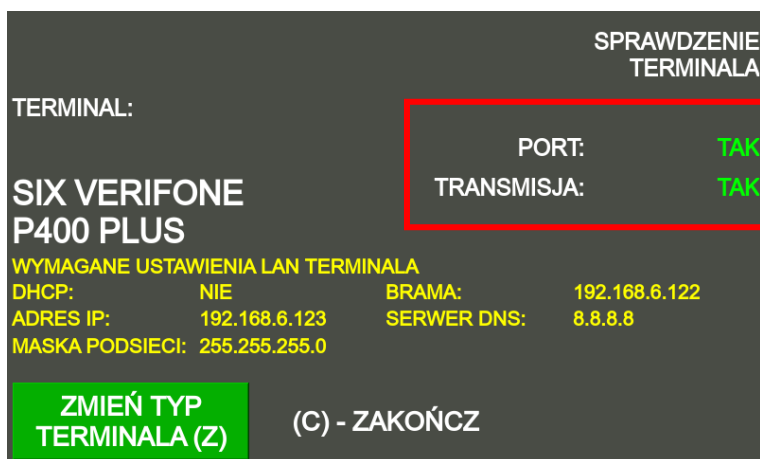 SPRAWDZENIE
TERMINALA
TERMINAL:
PORT: TAK
TRANSMISJA: TAK
SIX VERIFONE
P400 PLUS
WYMAGANE USTAWIENIA LAN TERMINALA
DHCP: NIE BRAMA: 192.168.6.122
ADRES IP: 192.168.6.123 SERWER DNS: 8.8.8.8
MASKA PODSIECI: 255.255.255.0
ZMIEŃ TYP
TERMINALA (Z)
(C) - ZAKOŃCZ